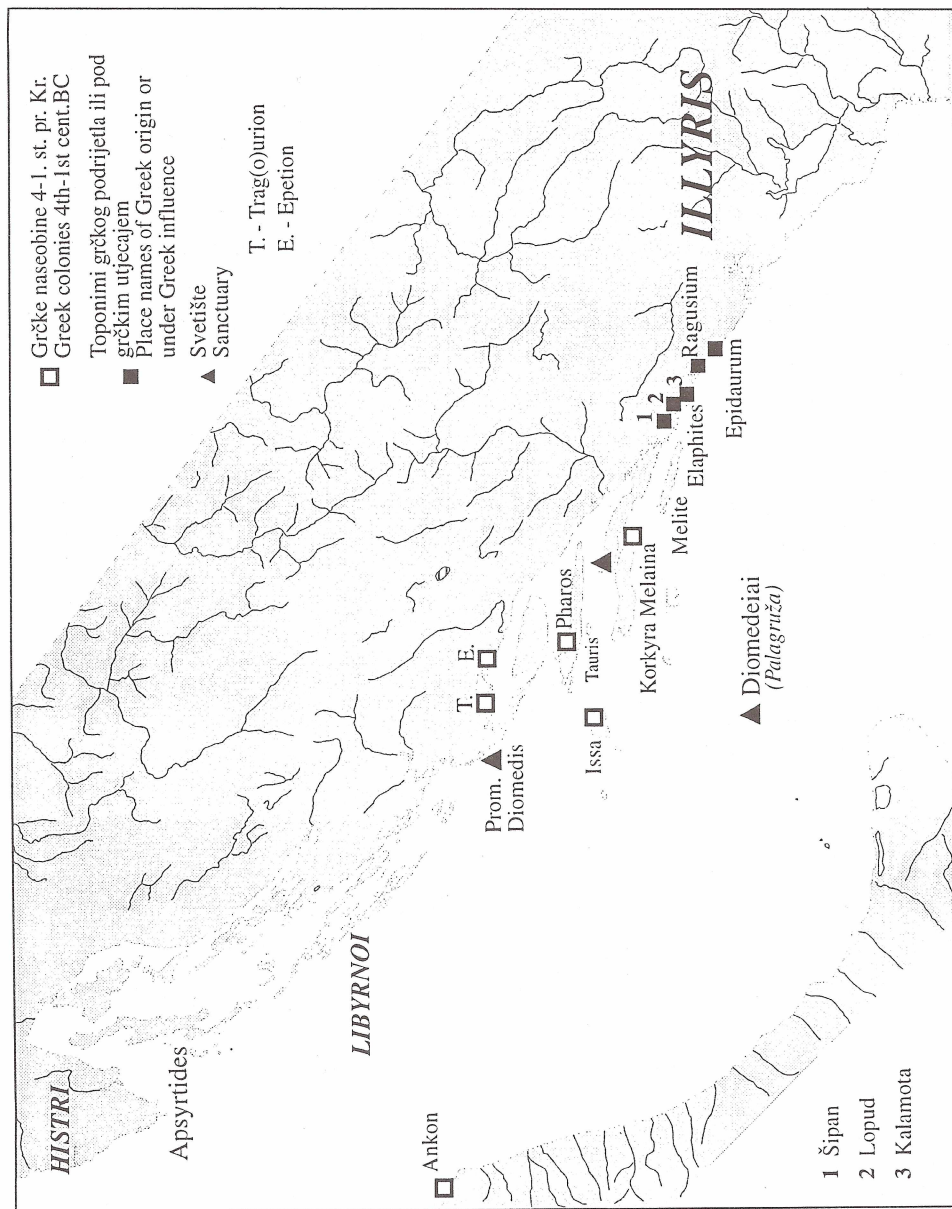 Grčke naseobine 4-1. st. pr. Kr.
Greek colonies 4th-1st cent.BC
Toponimi grčkog podrijetla ili pod
grčkim utjecajem
Place names of Greek origin or
under Greek influence
Svetište
Sanctuary
T. - Trag(o)urion
E. - Epetion
HISTRI
Apsyrtides
LIBYRNOI
Ankon
Prom.
Diomedis
T.
E.
Issa
Pharos
Tauris
Korkyra Melaina
Melite
Diomedeiai
(Palagruža)
1
2
3
Elaphites
Ragusium
Epidaurum
ILLYRIS
1 Šipan
2 Lopud
3 Kalamota